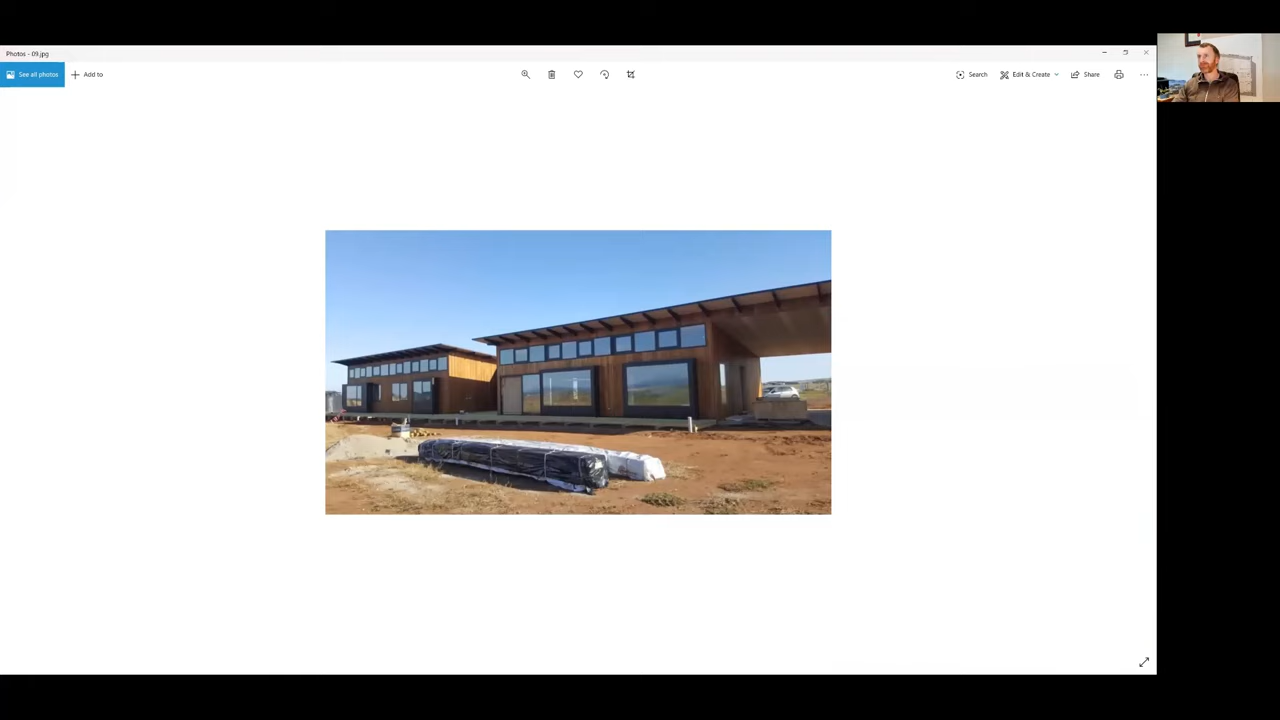 Photos - 09.jpg
See all photos
Add to
Search
Edit & Create
Share